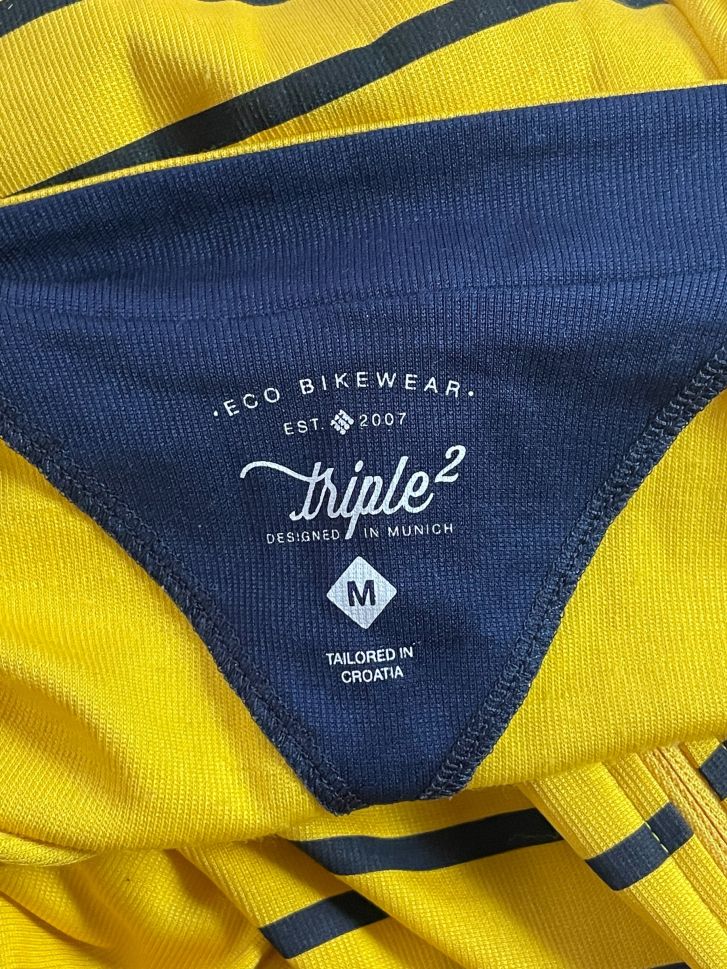 ·ECO BIKEWEAR·
EST 2007
triple²
DESIGNED IN MUNICH
M
TAILORED IN
CROATIA